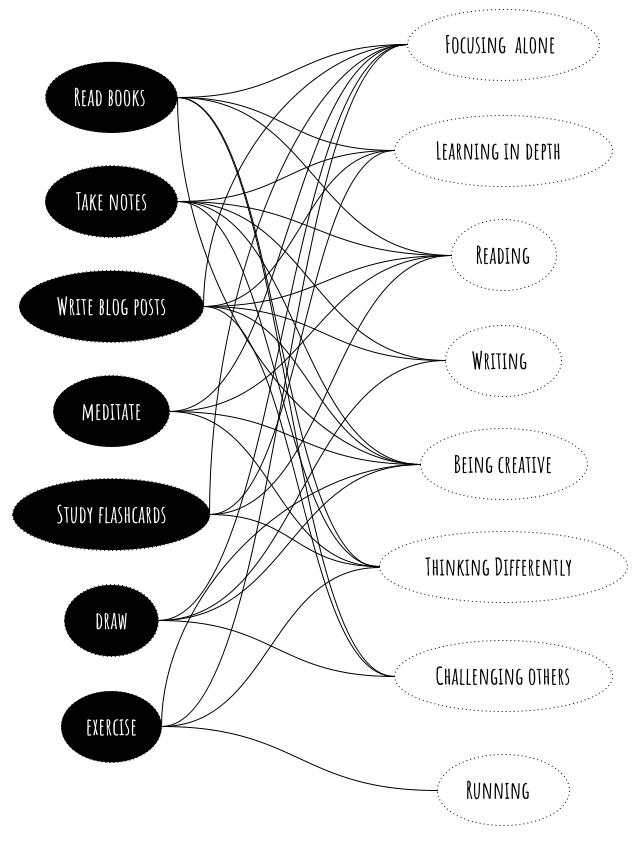 Read books
Take notes
Write blog posts
meditate
Study flashcards
draw
exercise
Focusing alone
Learning in depth
Reading
Writing
Being creative
Thinking Differently
Challenging others
Running